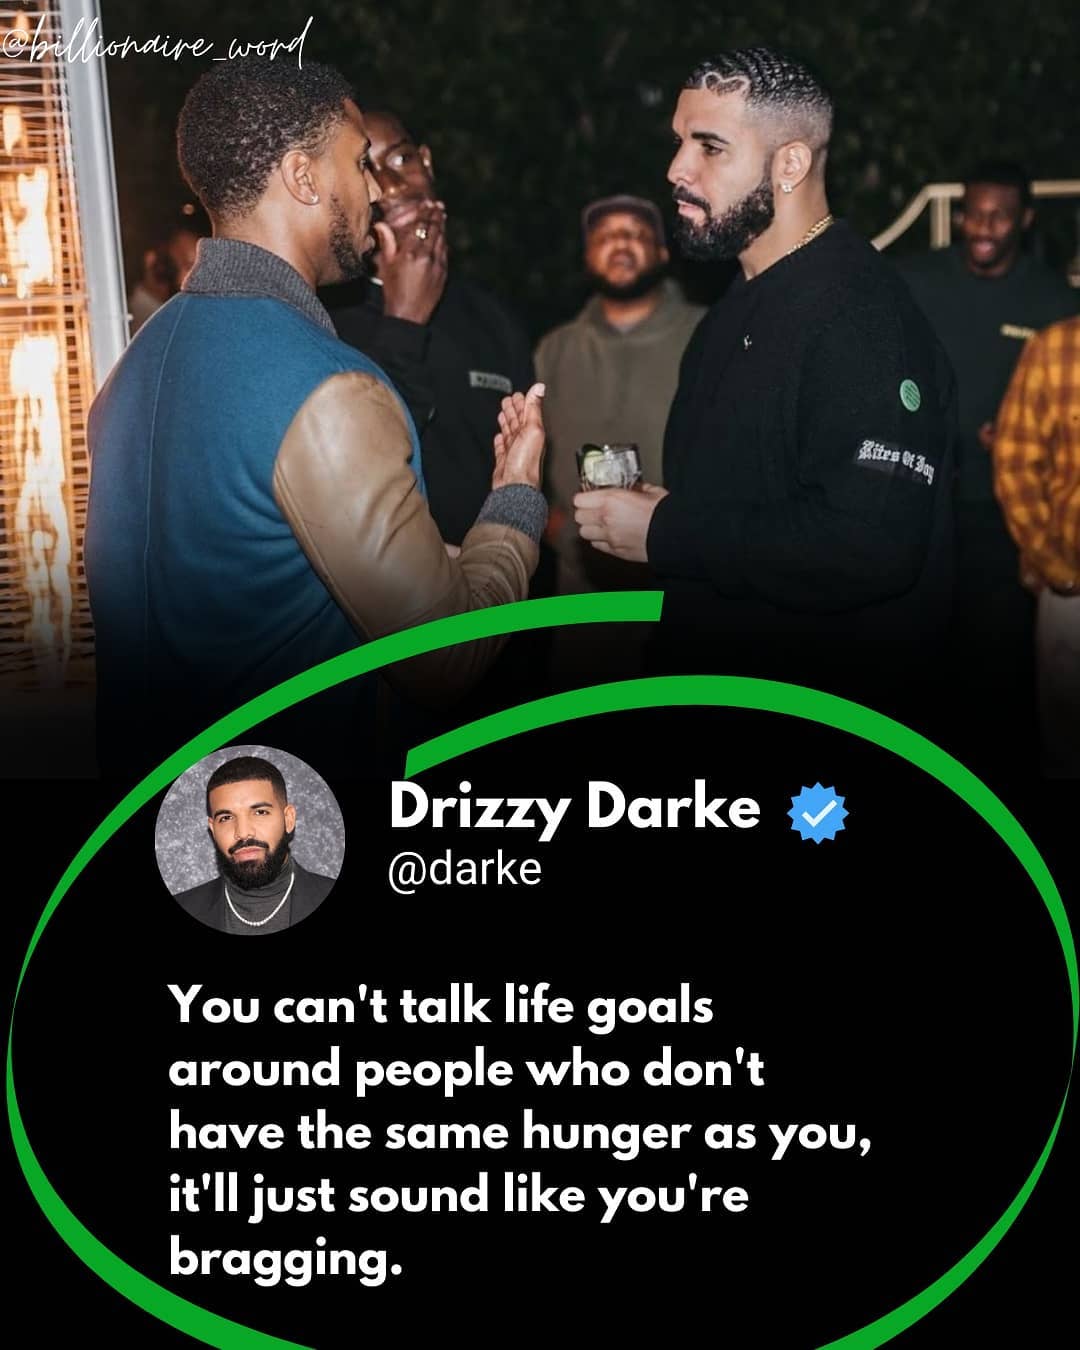 @billionaire_word
Rites Of Joy
Drizzy Darke
@darke
You can't talk life goals
around people who don't
have the same hunger as you,
it'll just sound like you're
bragging.